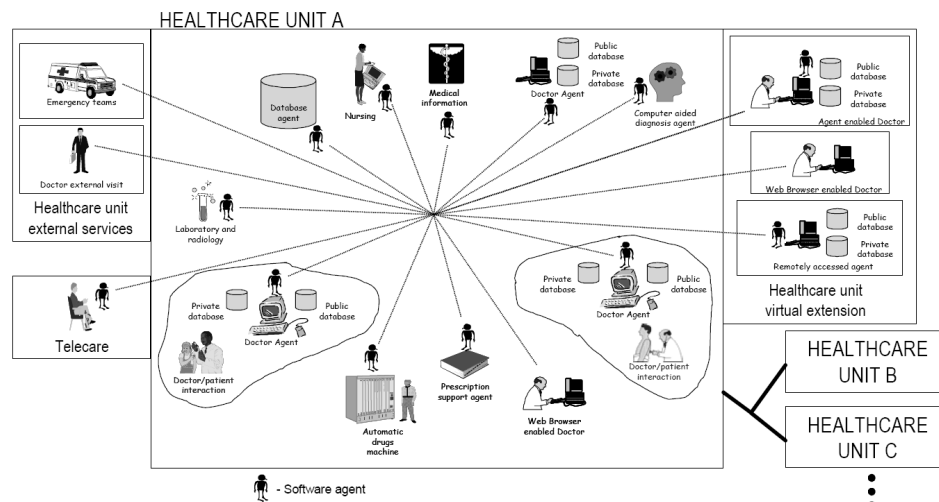 HEALTHCARE UNIT A
Emergency teams
Doctor external visit
Healthcare unit
external services
Telecare
Database
agent
Nursing
Medical
information
Public
database
Private
database
Doctor Agent
Computer aided
diagnosis agent
Laboratory and
radiology
Private
database
Public
database
Doctor Agent
Doctor/patient
interaction
Automatic
drugs
machine
Prescription
support agent
Web Browser
enabled Doctor
Private
database
Public
database
Doctor Agent
Doctor/patient
interaction
Public
database
Private
database
Agent enabled Doctor
Web Browser enabled Doctor
Public
database
Private
database
Remotely accessed agent
Healthcare unit
virtual extension
HEALTHCARE
UNIT B
HEALTHCARE
UNIT C
- Software agent